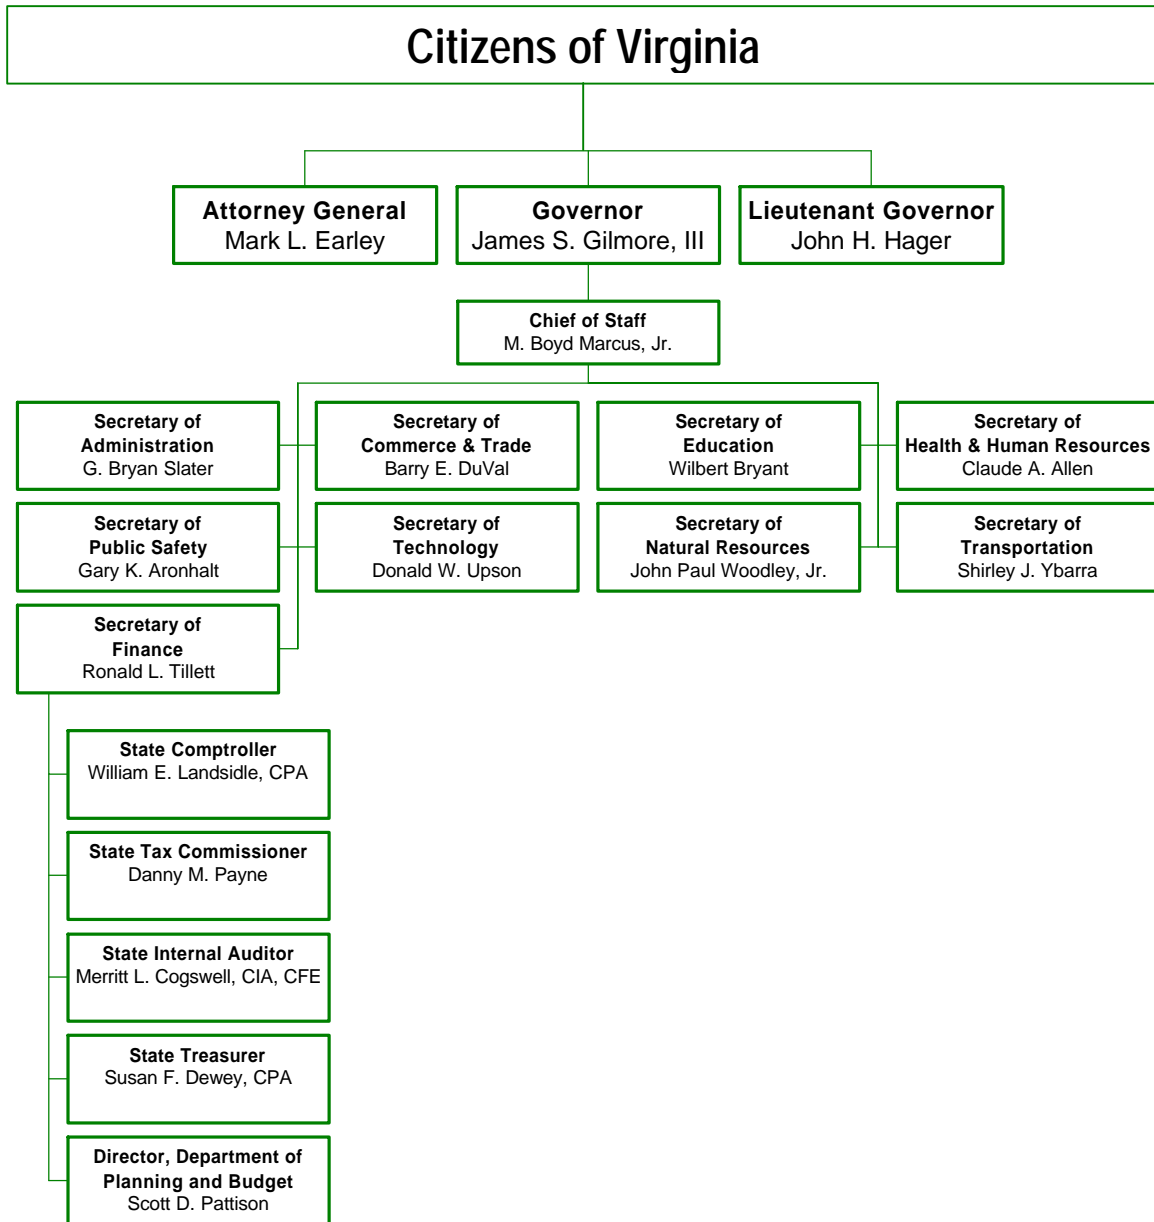 Citizens of Virginia
Attorney General
Mark L. Earley
Governor
James S. Gilmore, III
Lieutenant Governor
John H. Hager
Chief of Staff
M. Boyd Marcus, Jr.
Secretary of
Administration
G. Bryan Slater
Secretary of
Commerce & Trade
Barry E. DuVal
Secretary of
Education
Wilbert Bryant
Secretary of
Health & Human Resources
Claude A. Allen
Secretary of
Public Safety
Gary K. Aronhalt
Secretary of
Technology
Donald W. Upson
Secretary of
Natural Resources
John Paul Woodley, Jr.
Secretary of
Transportation
Shirley J. Ybarra
Secretary of
Finance
Ronald L. Tillett
State Comptroller
William E. Landsidle, CPA
State Tax Commissioner
Danny M. Payne
State Internal Auditor
Merritt L. Cogswell, CIA, CFE
State Treasurer
Susan F. Dewey, CPA
Director, Department of
Planning and Budget
Scott D. Pattison